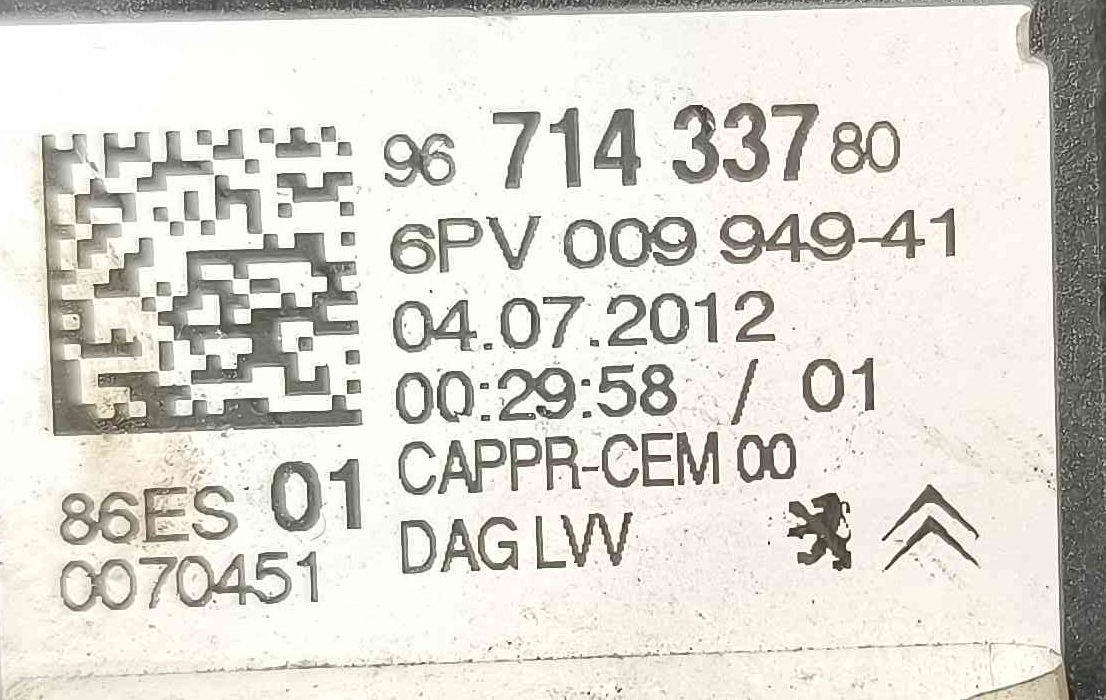 96 714 337 80
6PV 009 949-41
04.07.2012
00:29:58 / 01
CAPPR-CEM 00
86ES 01
DAG LVV
0070451